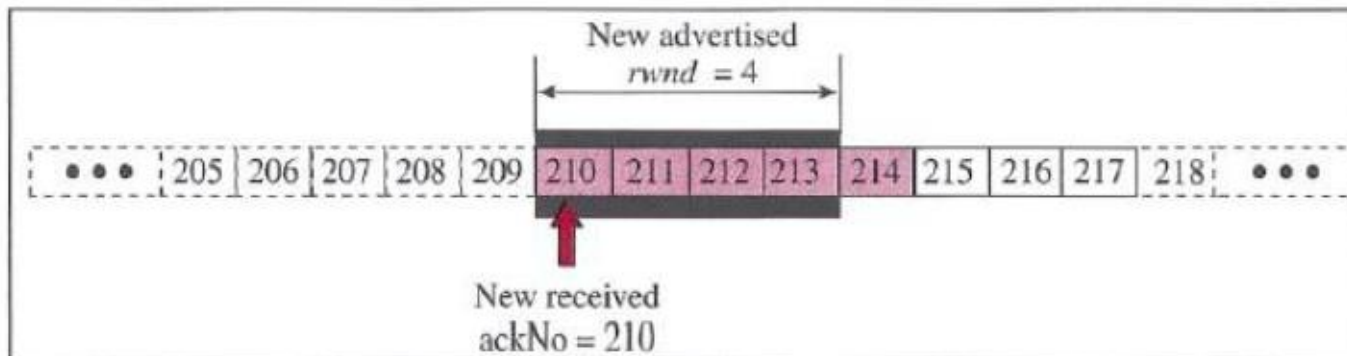 New advertised
rwnd = 4
••• 205 206 207 208 209 210 211 212 213 214 215 216 217 218 •••
New received
ackNo = 210